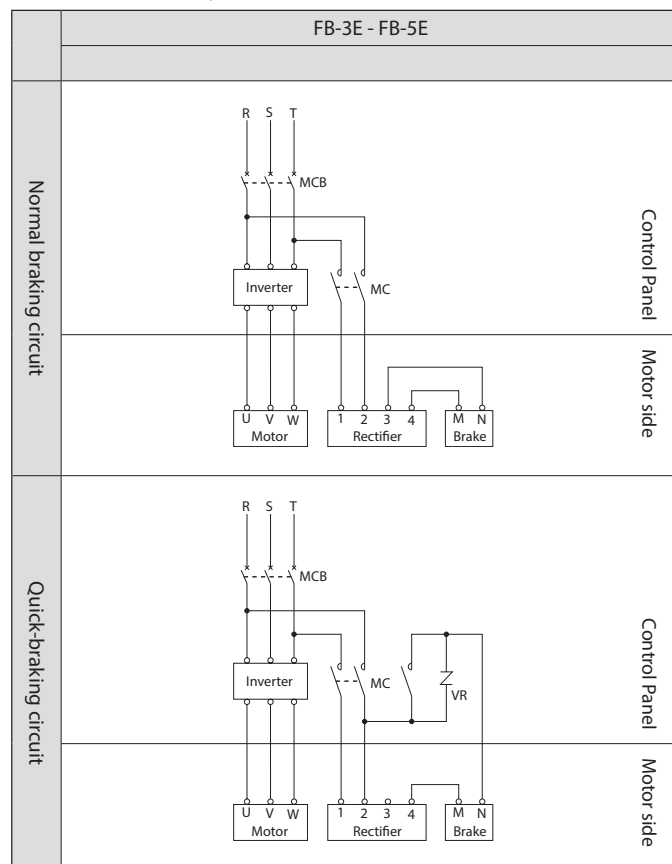 FB-3E - FB-5E
Normal braking circuit
R S T
MCB
Inverter
MC
Control Panel
Motor side
U V W 1 2 3 4 M N
Motor Rectifier Brake
Quick-braking circuit
R S T
MCB
Inverter
MC
VR
Control Panel
Motor side
U V W 1 2 3 4 M N
Motor Rectifier Brake